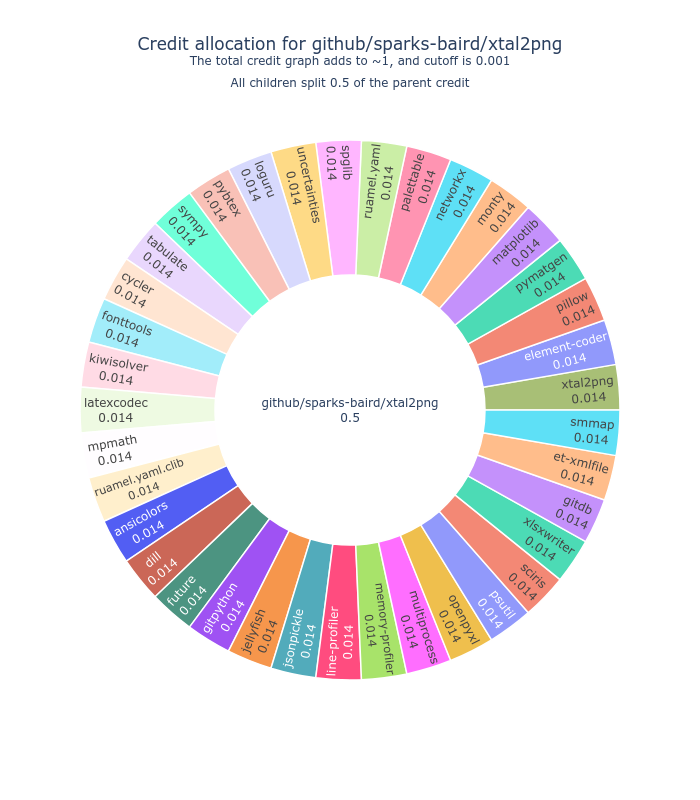 Credit allocation for github/sparks-baird/xtal2png
The total credit graph adds to ~1, and cutoff is 0.001
All children split 0.5 of the parent credit
github/sparks-baird/xtal2png
0.5
xtal2png
0.014
element-coder
0.014
pillow
0.014
pymatgen
0.014
matplotlib
0.014
monty
0.014
networkx
0.014
palettable
0.014
ruamel.yaml
0.014
spglib
0.014
uncertainties
0.014
loguru
0.014
pybtex
0.014
sympy
0.014
tabulate
0.014
cycler
0.014
fonttools
0.014
kiwisolver
0.014
latexcodec
0.014
mpmath
0.014
ruamel.yaml.clib
0.014
ansicolors
0.014
dill
0.014
future
0.014
gitpython
0.014
jellyfish
0.014
jsonpickle
0.014
line-profiler
0.014
memory-profiler
0.014
multiprocess
0.014
openpyxl
0.014
psutil
0.014
sciris
0.014
xlsxwriter
0.014
gitdb
0.014
et-xmlfile
0.014
smmap
0.014